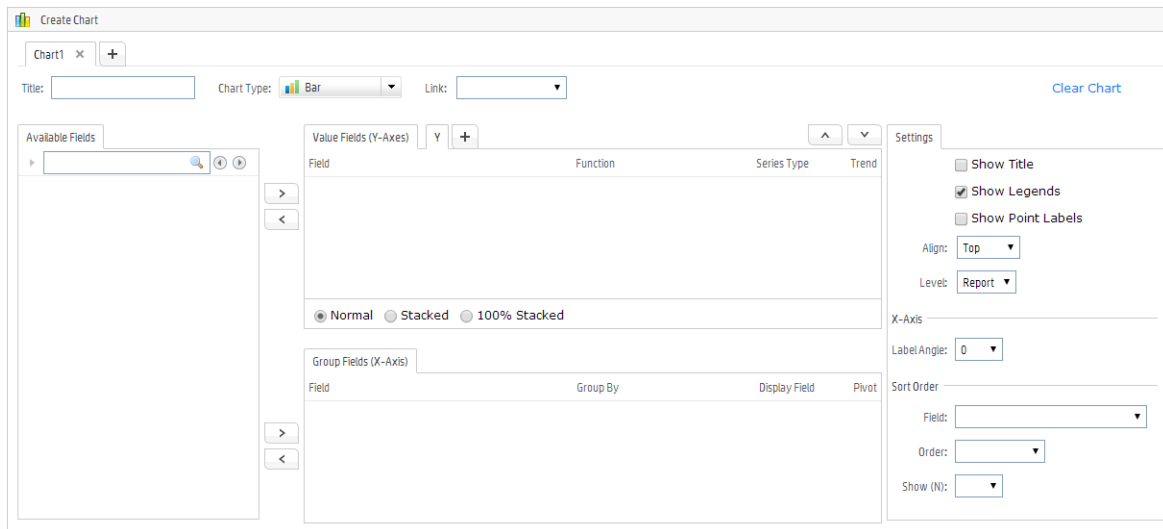 Create Chart
Chart1 × +
Title: Chart Type: Bar Link: Clear Chart
Available Fields
Value Fields (Y-Axes) Y +
Field Function Series Type Trend
Normal Stacked 100% Stacked
Group Fields (X-Axis)
Field Group By Display Field Pivot
Settings
Show Title
Show Legends
Show Point Labels
Align: Top
Level: Report
X-Axis
Label Angle: 0
Sort Order
Field:
Order:
Show (N):